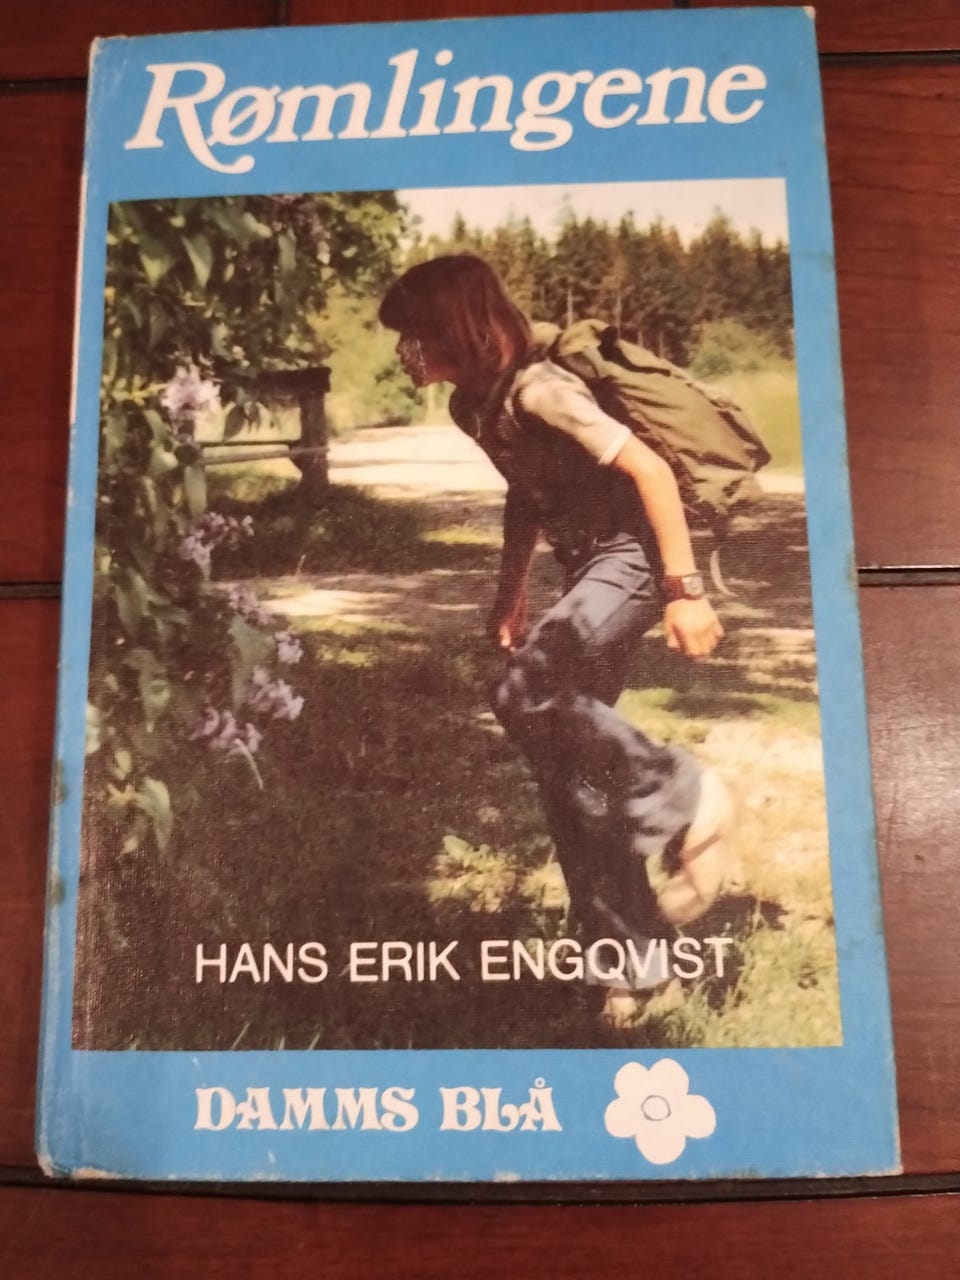 Rømlingene
HANS ERIK ENGQVIST
DAMMS BLÅ